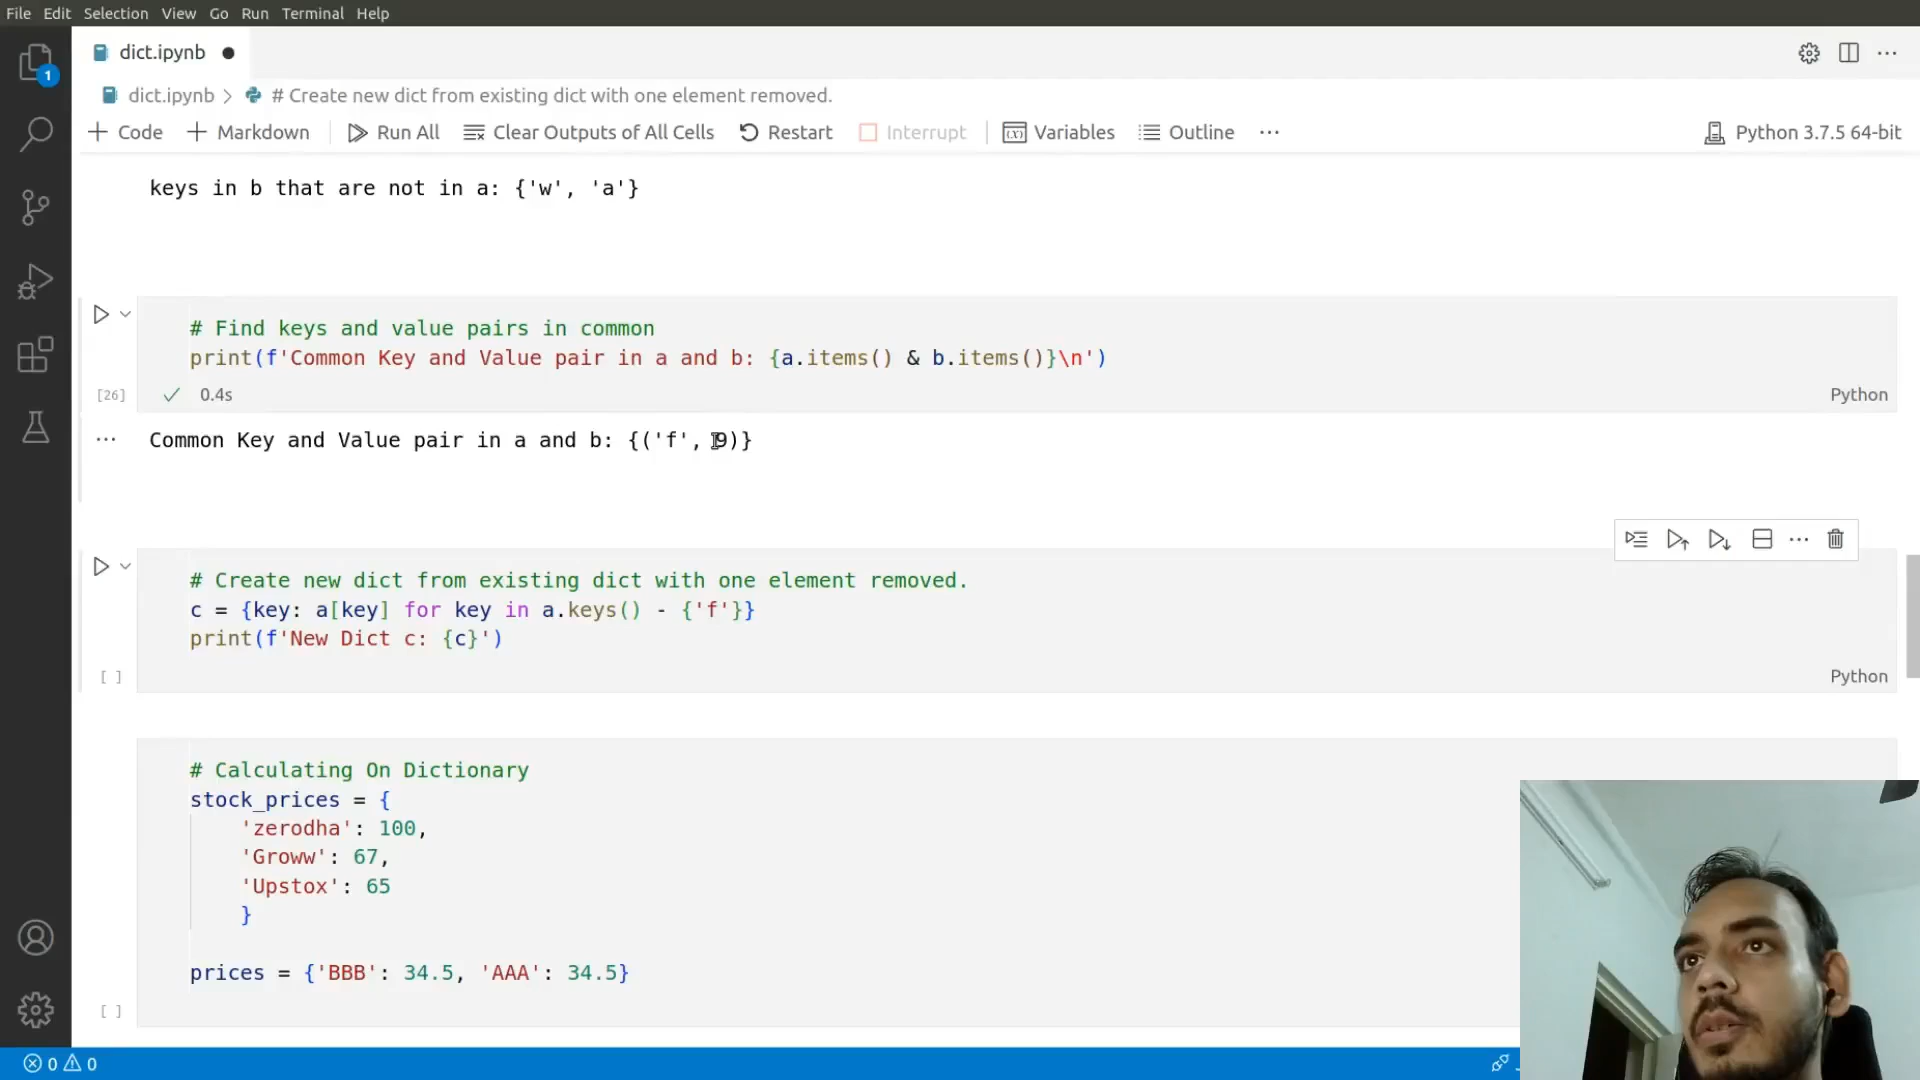 File Edit Selection View Go Run Terminal Help
1
dict.ipynb
dict.ipynb > # Create new dict from existing dict with one element removed.
+ Code + Markdown Run All Clear Outputs of All Cells Restart Interrupt (x) Variables Outline ... Python 3.7.5 64-bit
keys in b that are not in a: {'w', 'a'}
# Find keys and value pairs in common
print(f'Common Key and Value pair in a and b: {a.items() & b.items()}\n')
[26] ✓ 0.4s Python
... Common Key and Value pair in a and b: {('f', 9)}
# Create new dict from existing dict with one element removed.
c = {key: a[key] for key in a.keys() - {'f'}}
print(f'New Dict c: {c}')
[ ] Python
# Calculating On Dictionary
stock_prices = {
'zerodha': 100,
'Groww': 67,
'Upstox': 65
}
prices = {'BBB': 34.5, 'AAA': 34.5}
[ ]
0 0